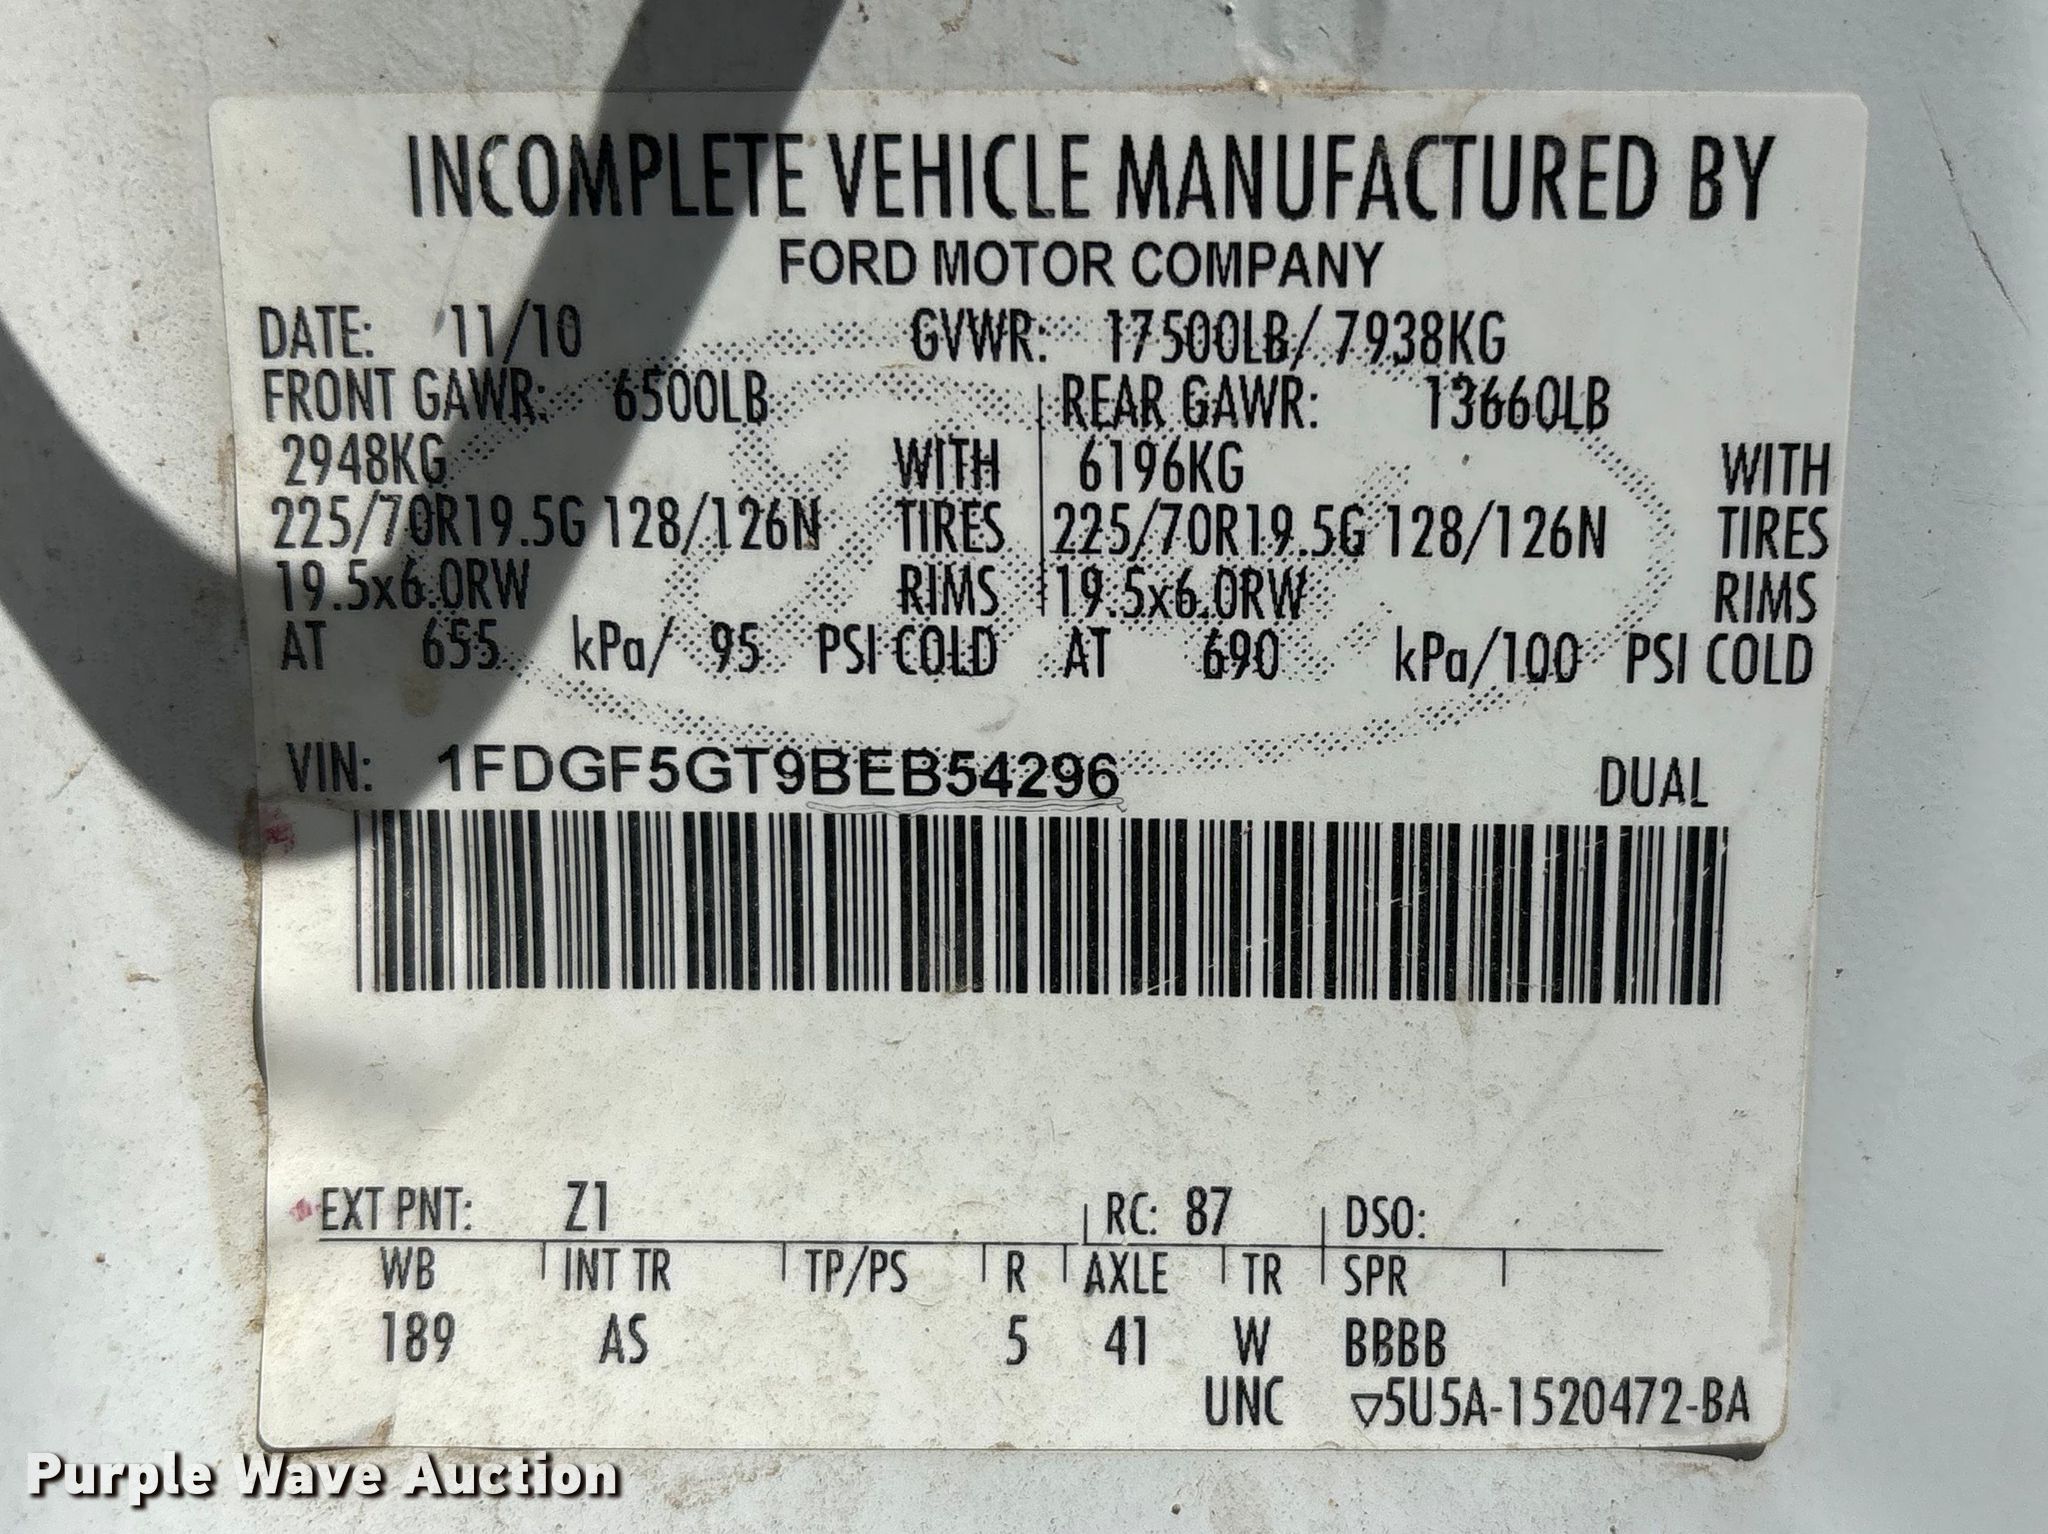 INCOMPLETE VEHICLE MANUFACTURED BY
FORD MOTOR COMPANY
DATE: 11/10 GVWR: 17500LB/ 7938KG
FRONT GAWR: 6500LB REAR GAWR: 13660LB
2948KG WITH 6196KG WITH
225/70R19.5G 128/126N TIRES 225/70R19.5G 128/126N TIRES
19.5x6.0RW RIMS 19.5x6.0RW RIMS
AT 655 kPa/ 95 PSI COLD AT 690 kPa/100 PSI COLD
VIN: 1FDGF5GT9BEB54296 DUAL
EXT PNT: Z1 RC: 87 DSO:
WB INT TR TP/PS R AXLE TR SPR
189 AS 5 41 W BBBB
UNC ▽5U5A-1520472-BA
Purple Wave Auction